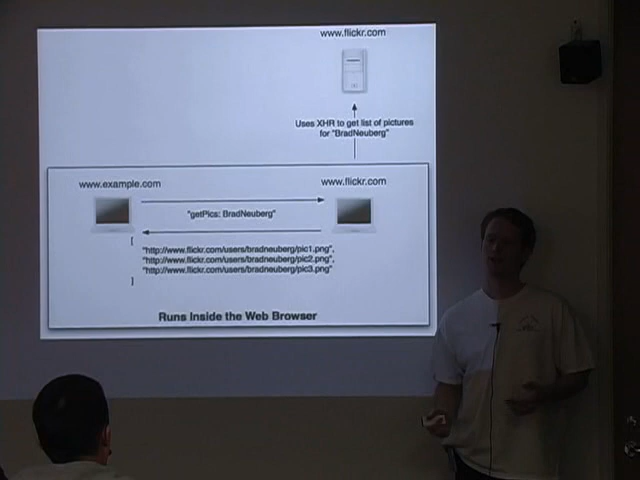 www.flickr.com
Uses XHR to get list of pictures
for "BradNeuberg"
www.example.com
www.flickr.com
"getPics: BradNeuberg"
[
"http://www.flickr.com/users/bradneuberg/pic1.png",
"http://www.flickr.com/users/bradneuberg/pic2.png",
"http://www.flickr.com/users/bradneuberg/pic3.png"
]
Runs Inside the Web Browser